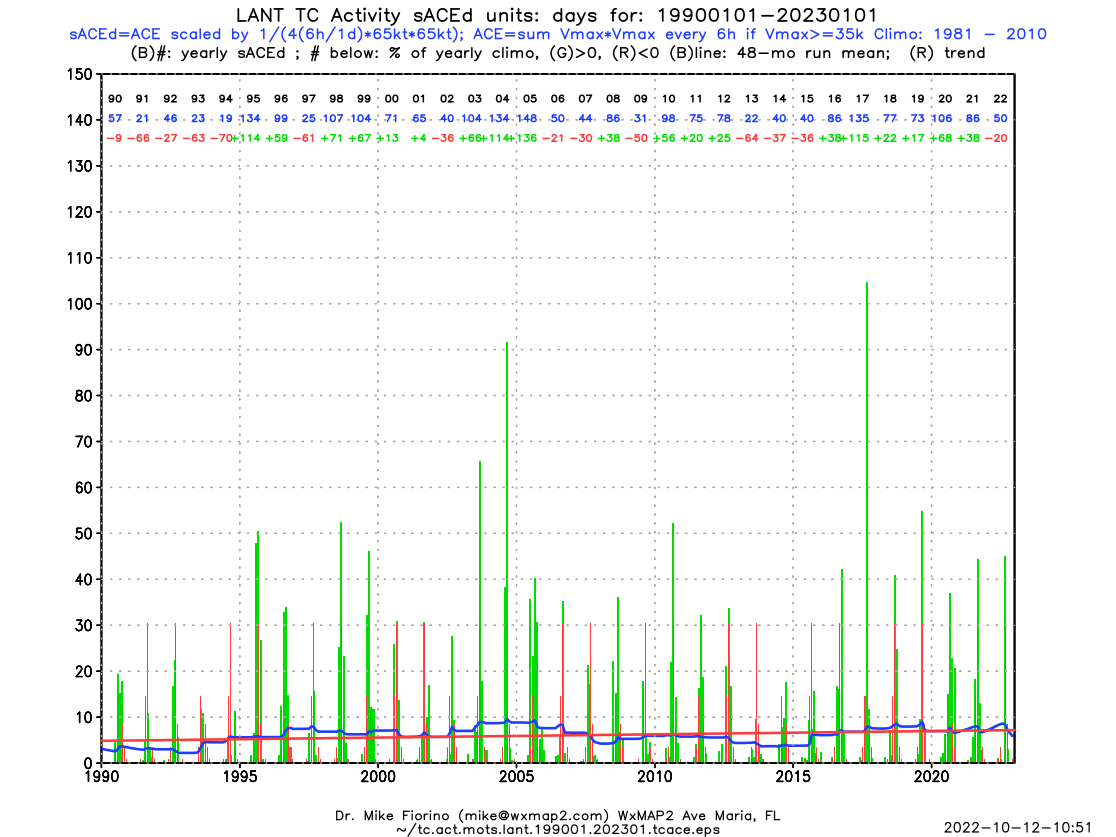 LANT TC Activity sACEd units: days for: 19900101−20230101
sACEd=ACE scaled by 1/(4(6h/1d)*65kt*65kt); ACE=sum Vmax*Vmax every 6h if Vmax>=35k Climo: 1981 − 2010
(B)#: yearly sACEd ; # below: % of yearly climo, (G)>0, (R)<0 (B)line: 48−mo run mean; (R) trend
150
90 91 92 93 94 95 96 97 98 99 00 01 02 03 04 05 06 07 08 09 10 11 12 13 14 15 16 17 18 19 20 21 22
140 57 21 46 23 19 134 99 25 107 104 71 65 40 104 134 148 50 44 86 31 98 75 78 22 40 40 86 135 77 73 106 86 50
−9 −66 −27 −63 −70 +114 +59 −61 +71 +67 +13 +4 −36 +66 +114 +136 −21 −30 +38 −50 +56 +20 +25 −64 −37 −36 +38 +115 +22 +17 +68 +38 −20
130
120
110
100
90
80
70
60
50
40
30
20
10
0
1990 1995 2000 2005 2010 2015 2020
Dr. Mike Fiorino (mike@wxmap2.com) WxMAP2 Ave Maria, FL
~/tc.act.mots.lant.199001.202301.tcace.eps
2022−10−12−10:51